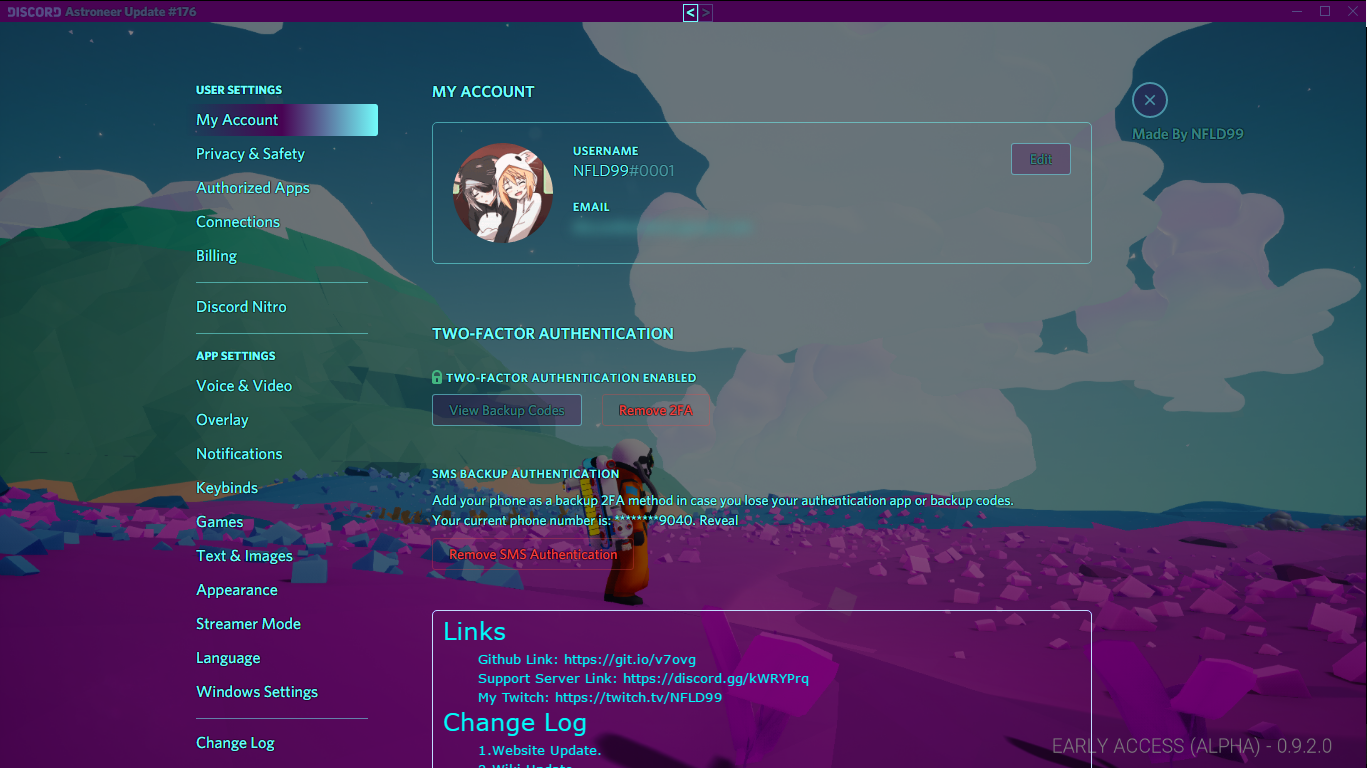 DISCORD Astroneer Update #176
< >
USER SETTINGS
My Account
Privacy & Safety
Authorized Apps
Connections
Billing
Discord Nitro
APP SETTINGS
Voice & Video
Overlay
Notifications
Keybinds
Games
Text & Images
Appearance
Streamer Mode
Language
Windows Settings
Change Log
MY ACCOUNT
USERNAME
NFLD99#0001
Edit
EMAIL
Made By NFLD99
TWO-FACTOR AUTHENTICATION
TWO-FACTOR AUTHENTICATION ENABLED
View Backup Codes
Remove 2FA
SMS BACKUP AUTHENTICATION
Add your phone as a backup 2FA method in case you lose your authentication app or backup codes.
Your current phone number is: ********9040. Reveal
Remove SMS Authentication
Links
Github Link: https://git.io/v7ovg
Support Server Link: https://discord.gg/kWRYPrq
My Twitch: https://twitch.tv/NFLD99
Change Log
1.Website Update.
2.Wiki Update.
EARLY ACCESS (ALPHA) - 0.9.2.0